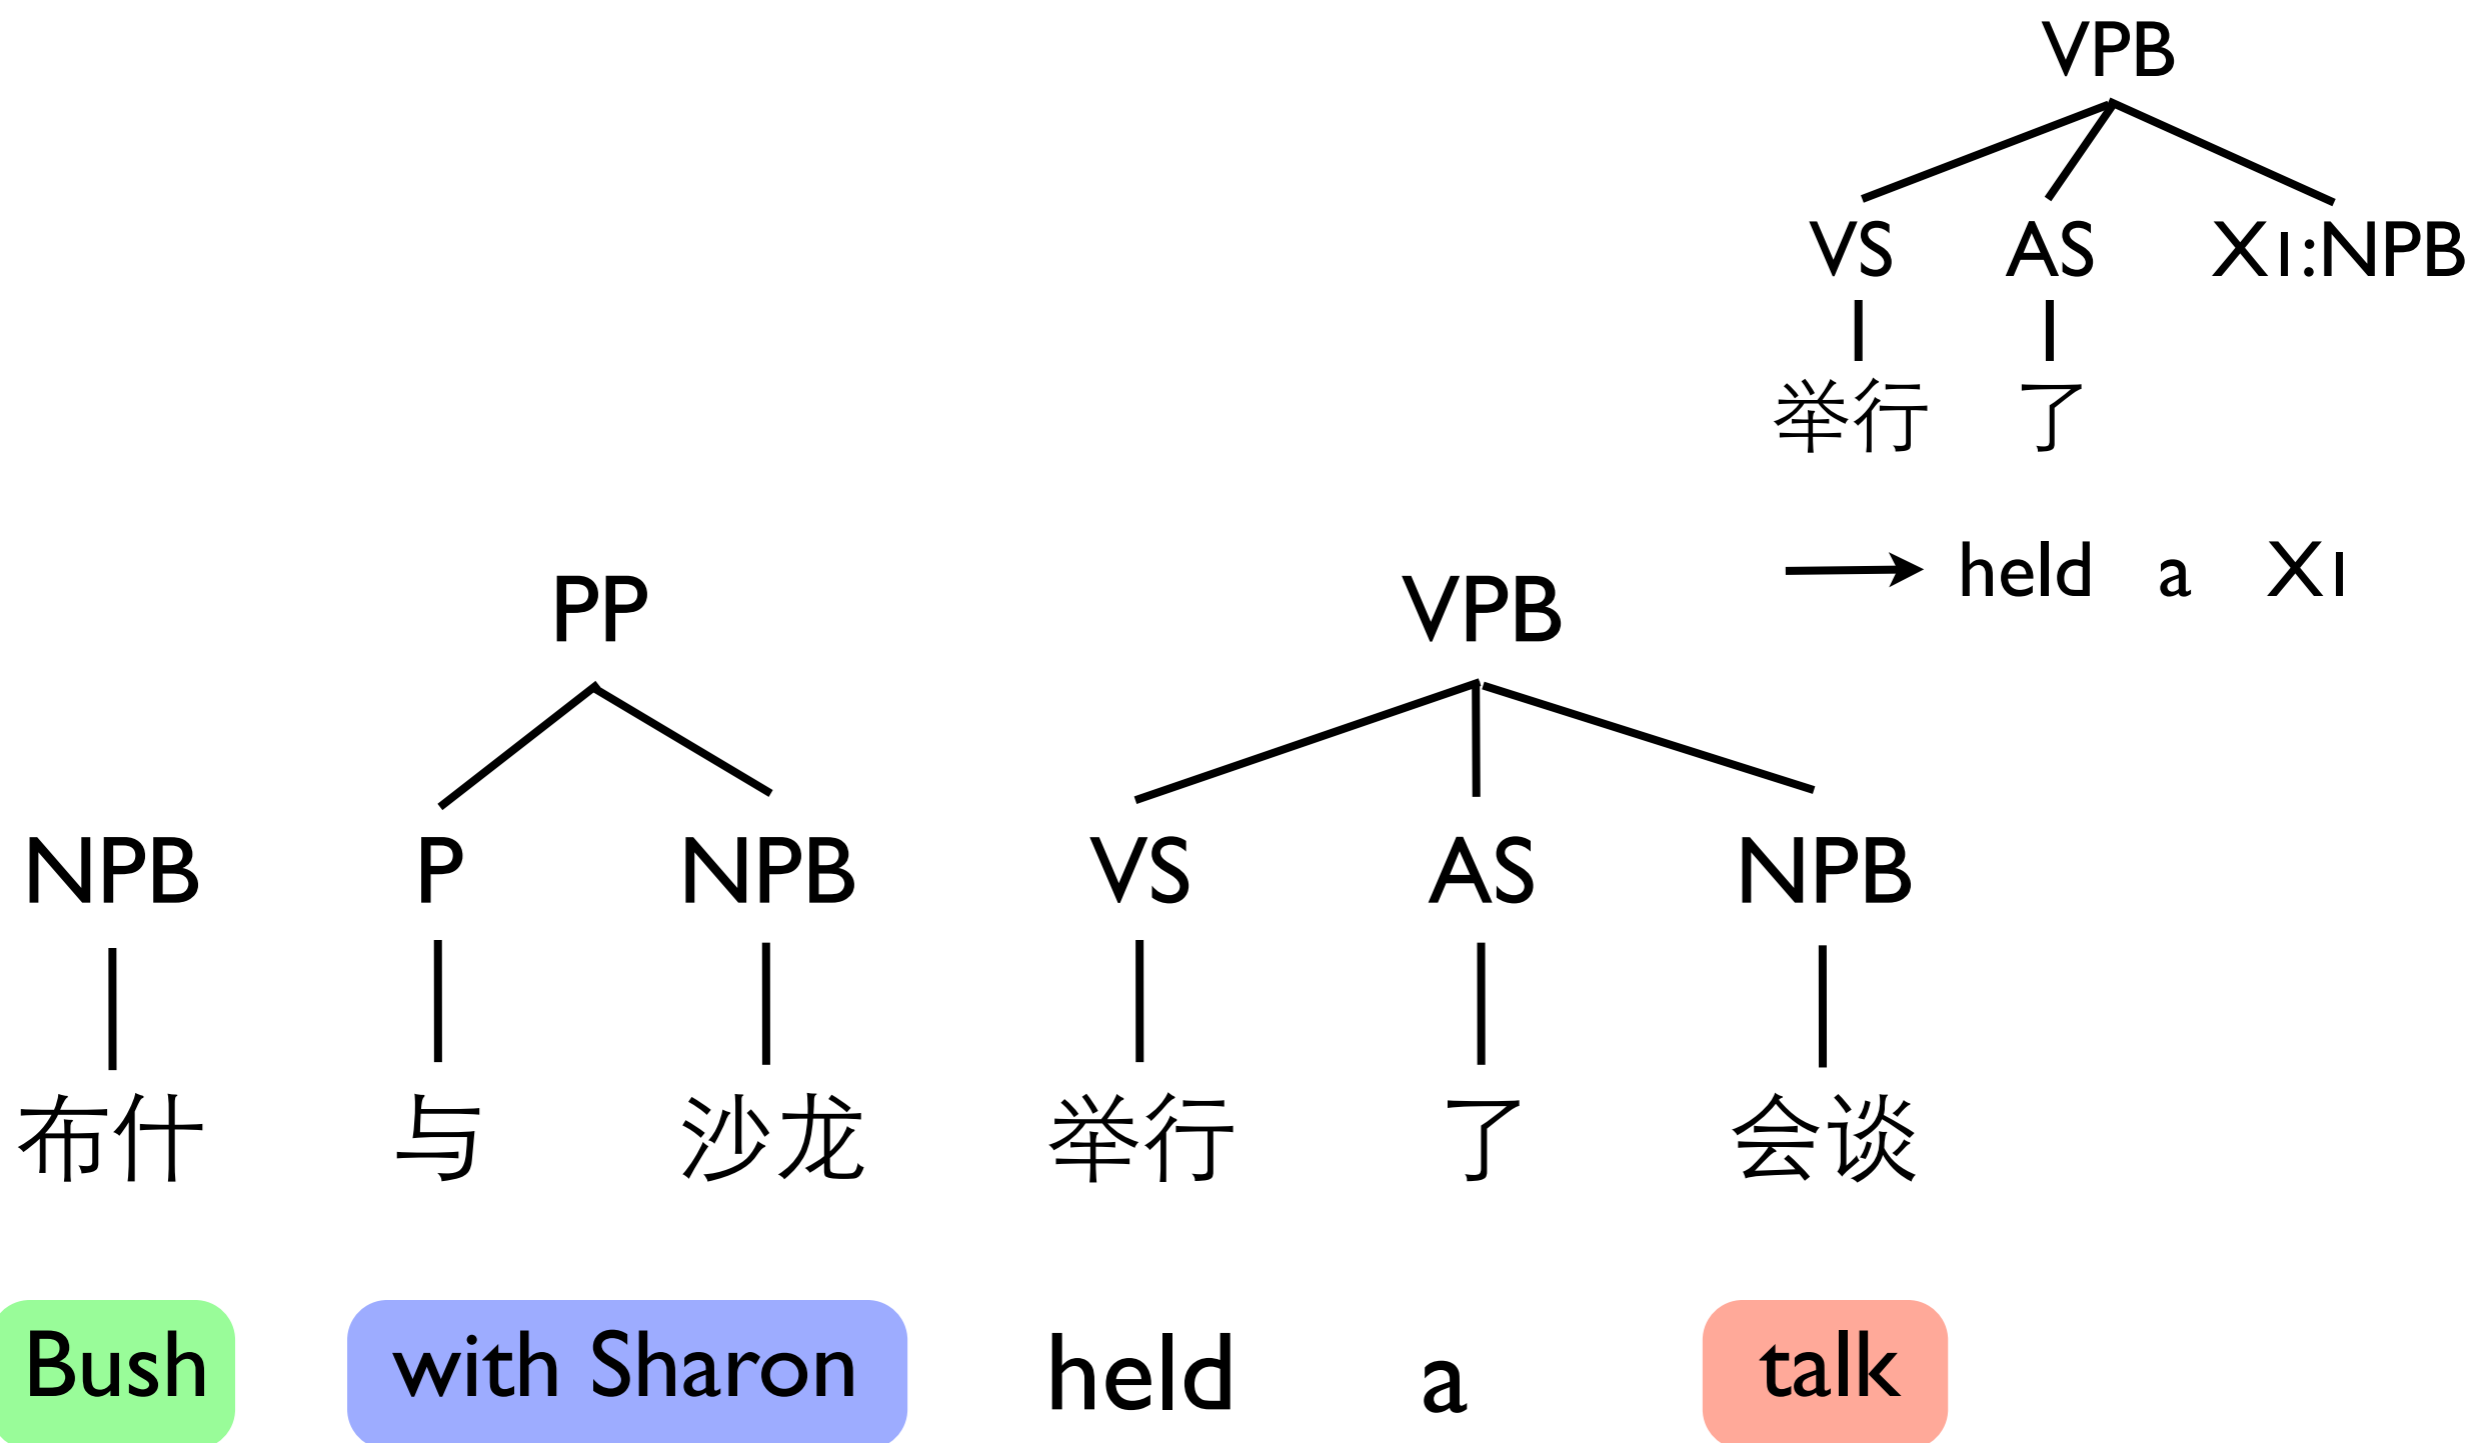 VPB
VS AS X1:NPB
举行 了
held a X1
PP VPB
NPB P NPB VS AS NPB
布什 与 沙龙 举行 了 会谈
Bush with Sharon held a talk